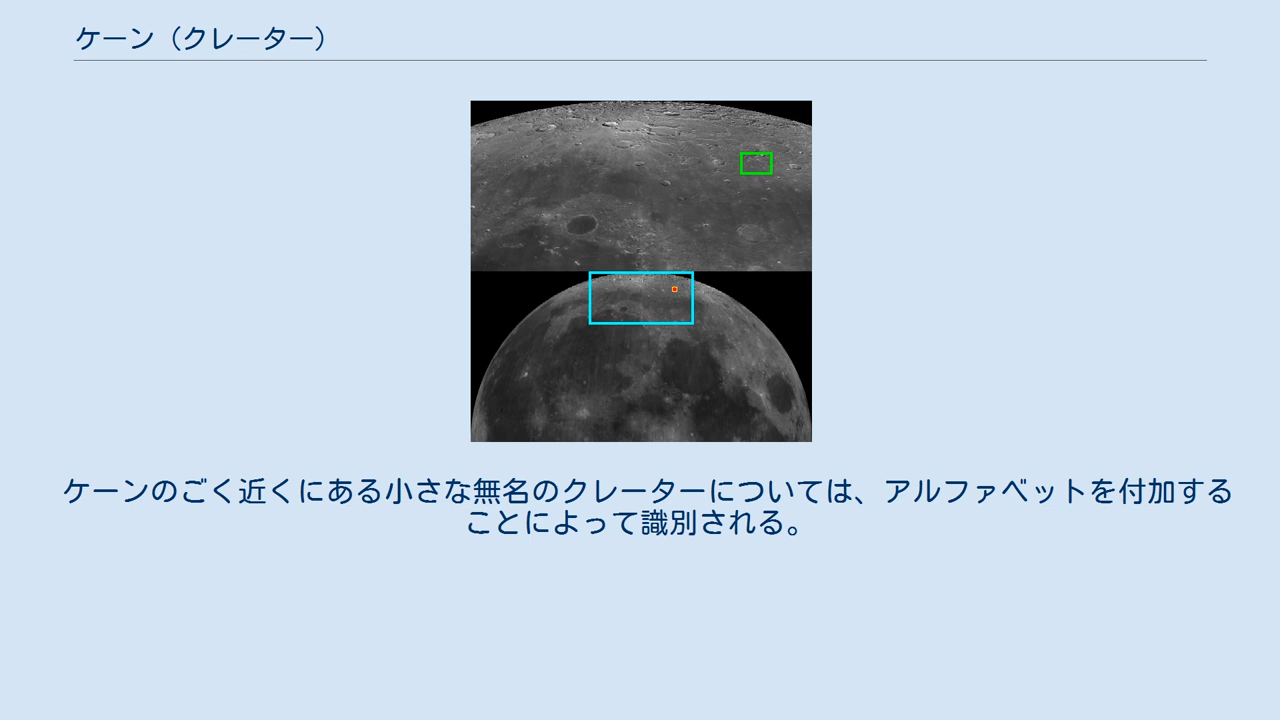 ケーン（クレーター）
ケーンのごく近くにある小さな無名のクレーターについては、アルファベットを付加する
ことによって識別される。